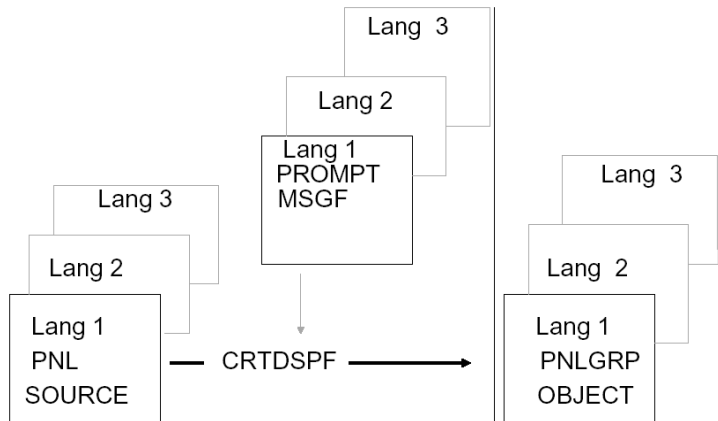 Lang 3
Lang 2
Lang 1
PROMPT
MSGF
Lang 3
Lang 2
Lang 1
PNL
SOURCE
CRTDSPF
Lang 3
Lang 2
Lang 1
PNLGRP
OBJECT